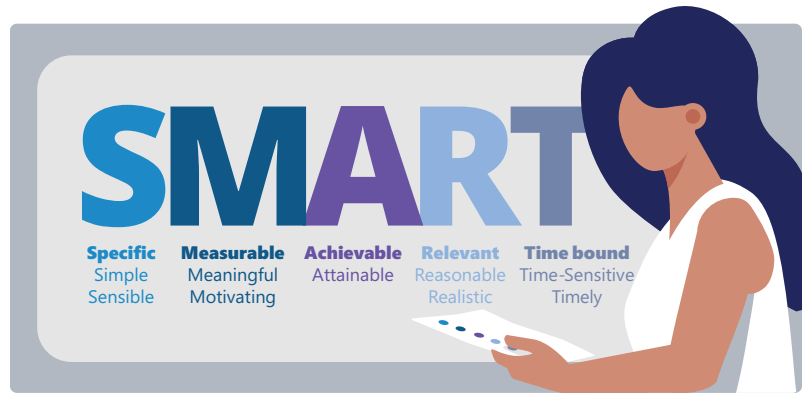 SMART
Specific Measurable Achievable Relevant Time bound
Simple Meaningful Attainable Reasonable Time-Sensitive
Sensible Motivating Realistic Timely